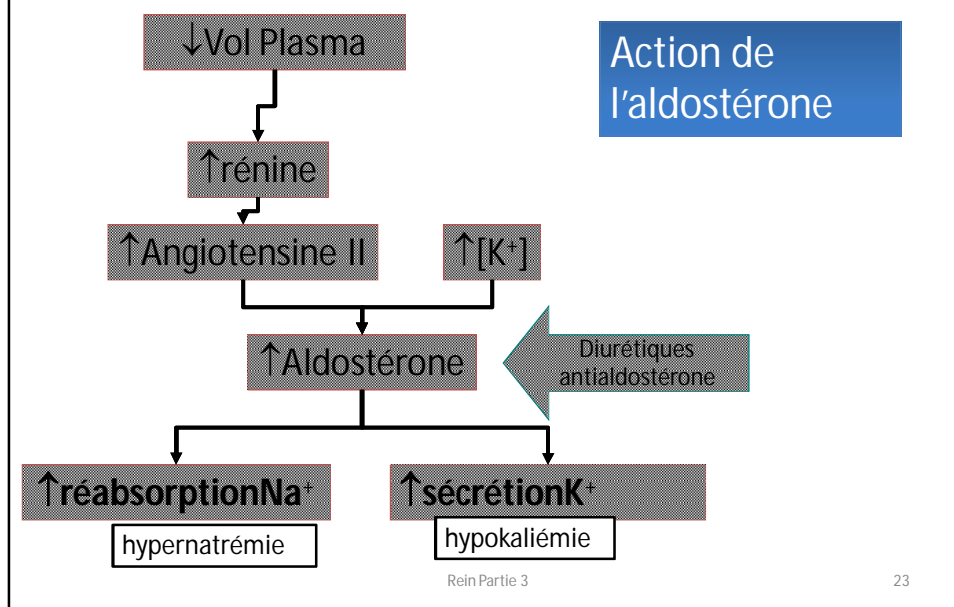 ↓Vol Plasma
Action de
l'aldostérone
↑rénine
↑Angiotensine II
↑[K⁺]
↑Aldostérone
Diurétiques
antialdostérone
↑réabsorptionNa⁺
↑sécrétionK⁺
hypernatrémie
hypokaliémie
Rein Partie 3
23